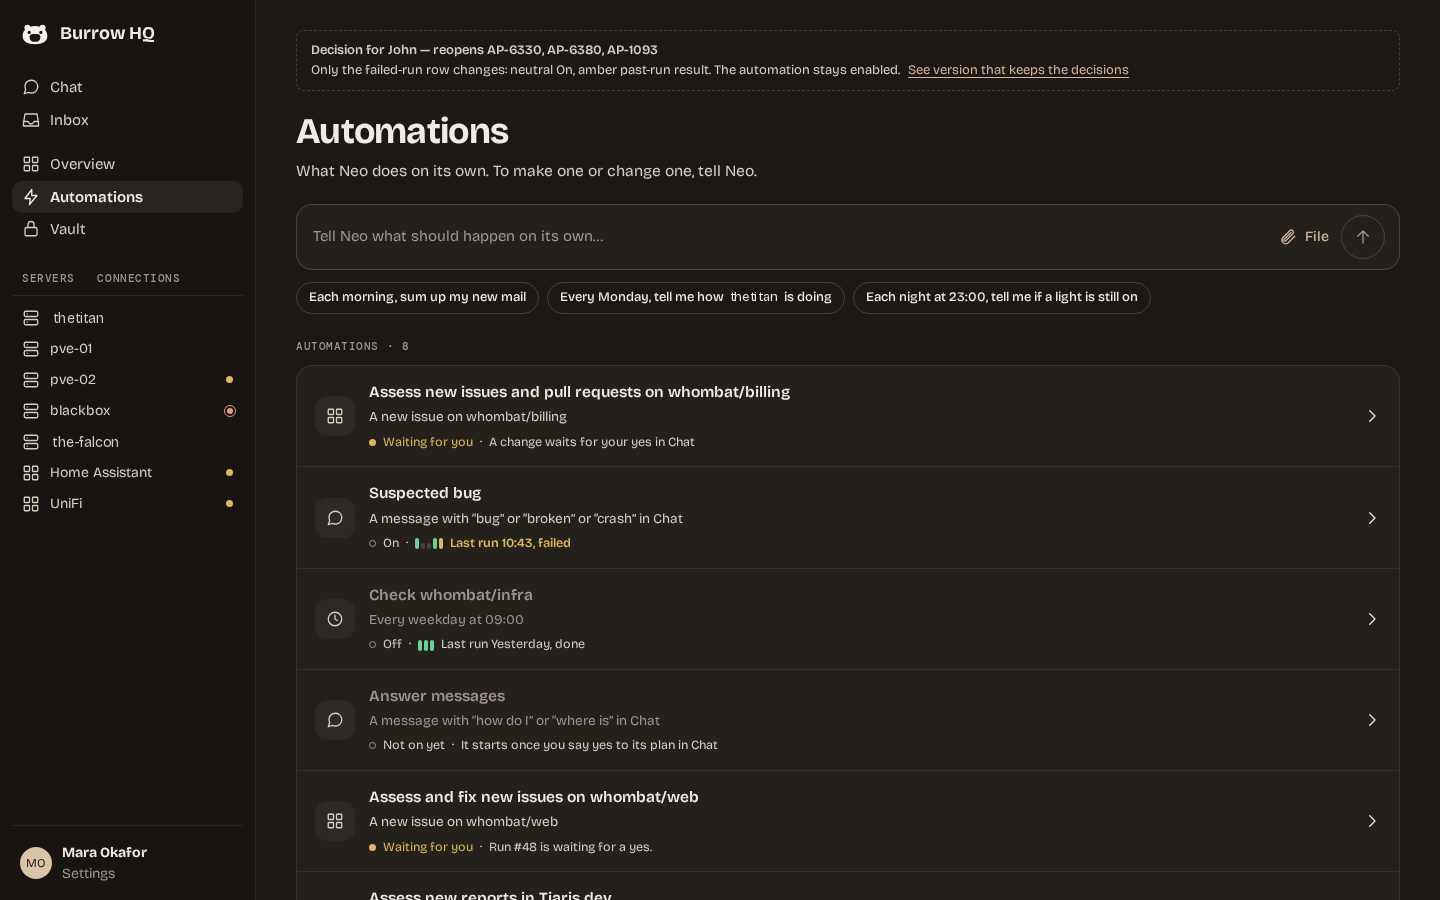 Burrow HQ
Chat
Inbox
Overview
Automations
Vault
SERVERS CONNECTIONS
thetitan
pve-01
pve-02
blackbox
the-falcon
Home Assistant
UniFi
MO
Mara Okafor
Settings
Decision for John — reopens AP-6330, AP-6380, AP-1093
Only the failed-run row changes: neutral On, amber past-run result. The automation stays enabled. See version that keeps the decisions
Automations
What Neo does on its own. To make one or change one, tell Neo.
Tell Neo what should happen on its own...
File
Each morning, sum up my new mail
Every Monday, tell me how thetitan is doing
Each night at 23:00, tell me if a light is still on
AUTOMATIONS · 8
Assess new issues and pull requests on whombat/billing
A new issue on whombat/billing
Waiting for you · A change waits for your yes in Chat
Suspected bug
A message with “bug” or “broken” or “crash” in Chat
On · Last run 10:43, failed
Check whombat/infra
Every weekday at 09:00
Off · Last run Yesterday, done
Answer messages
A message with “how do I” or “where is” in Chat
Not on yet · It starts once you say yes to its plan in Chat
Assess and fix new issues on whombat/web
A new issue on whombat/web
Waiting for you · Run #48 is waiting for a yes.
Assess new reports in Tiaris dev